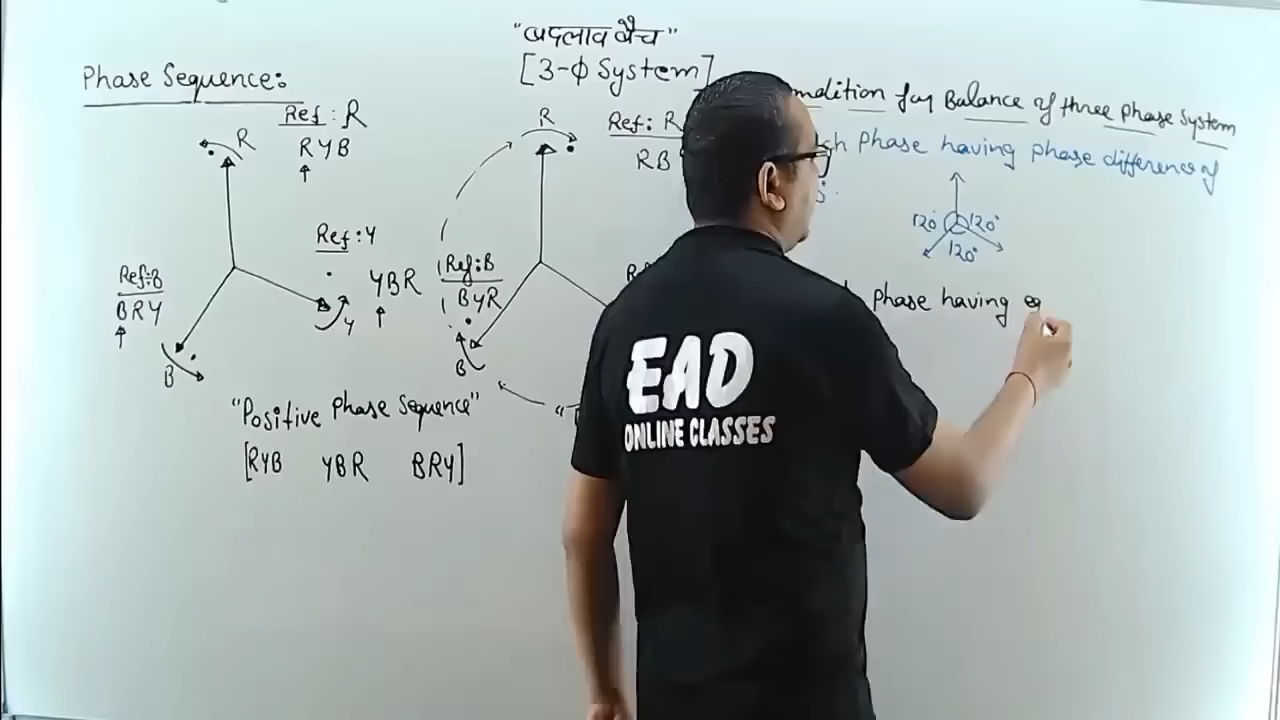 "बदलाव बैच"
[3-ϕ System]
Phase Sequence:
Ref : R
RYB
R
Ref : Y
YBR
Y
Ref:B
BRY
B
"Positive Phase Sequence"
[RYB YBR BRY]
R
Ref: R
RB
Ref:B
BYR
B
ndition for Balance of three phase System
ch phase having phase difference of
120° 120°
120°
phase having
EAD
ONLINE CLASSES